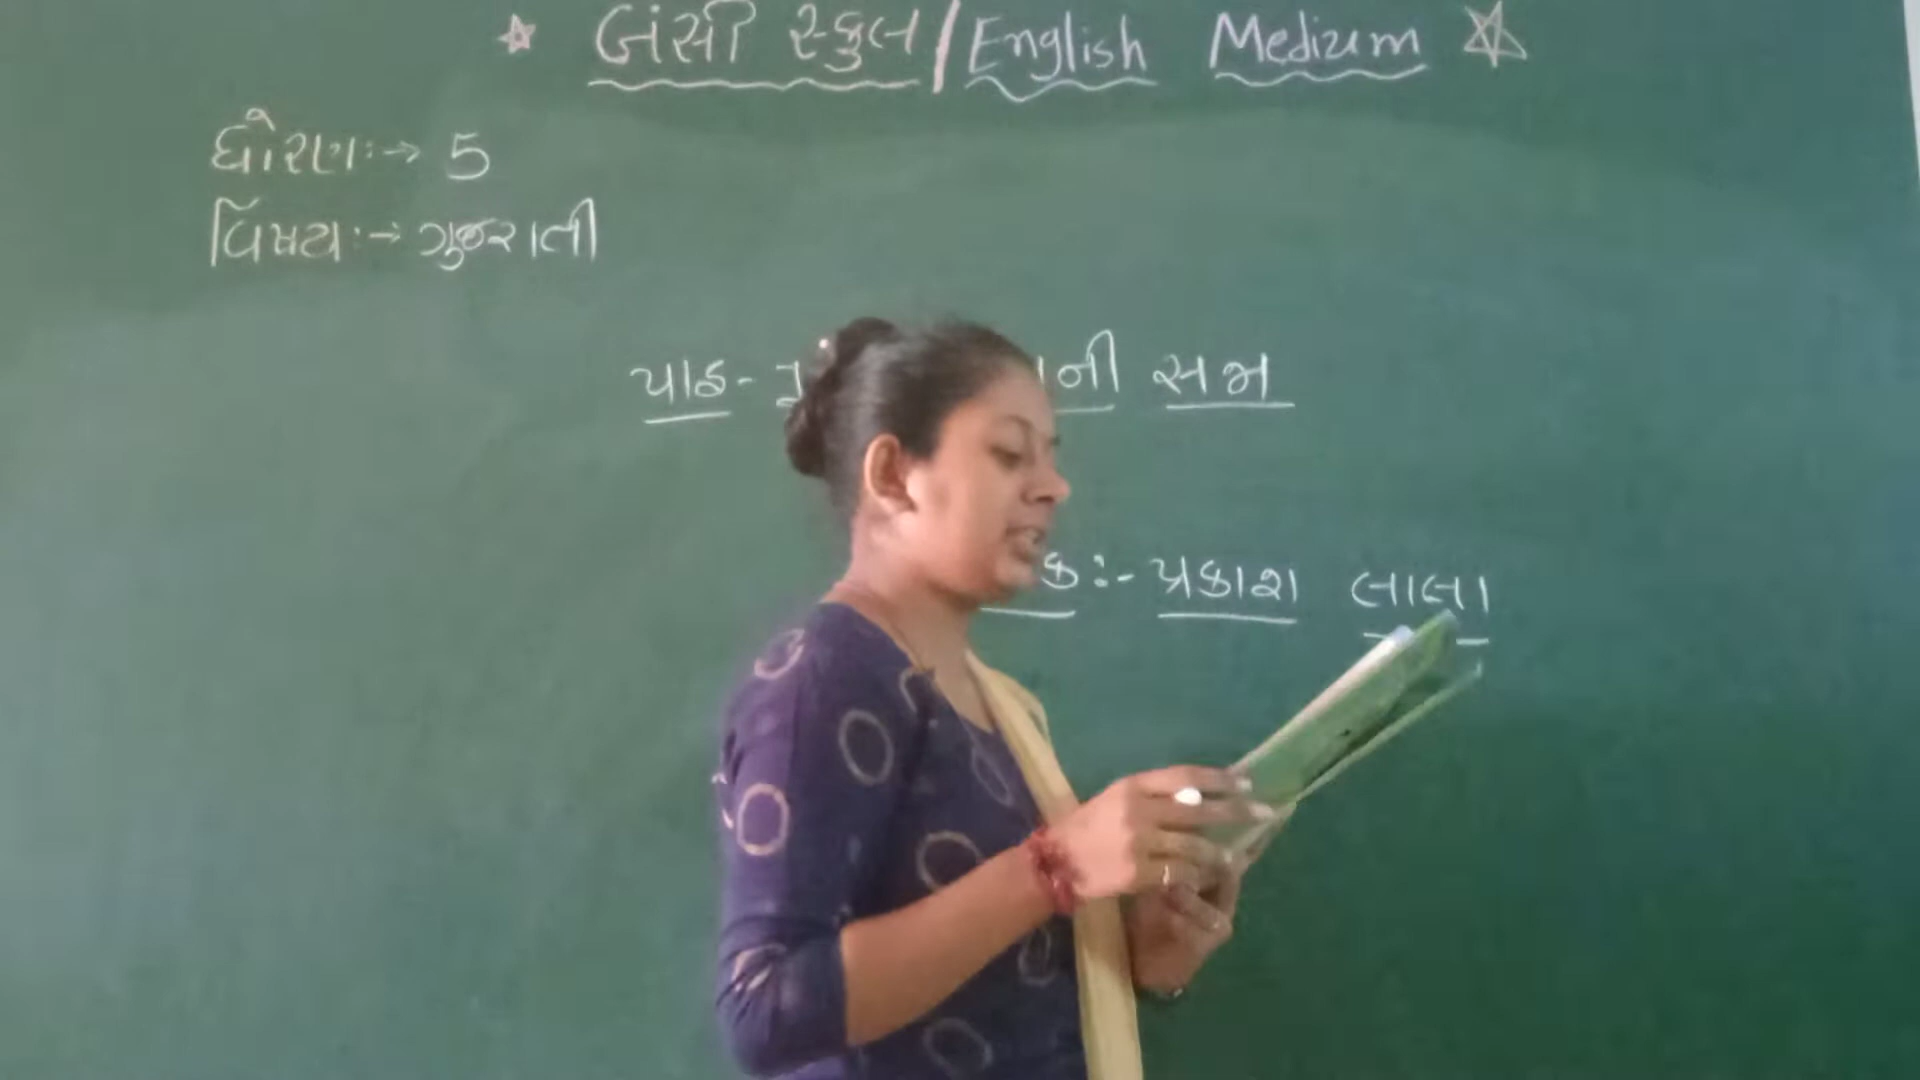 બંસી સ્કુલ / English Medium
ધોરણ :→ 5
વિષય :→ ગુજરાતી
પાઠ - સભા
:- પ્રકાશ લાલા